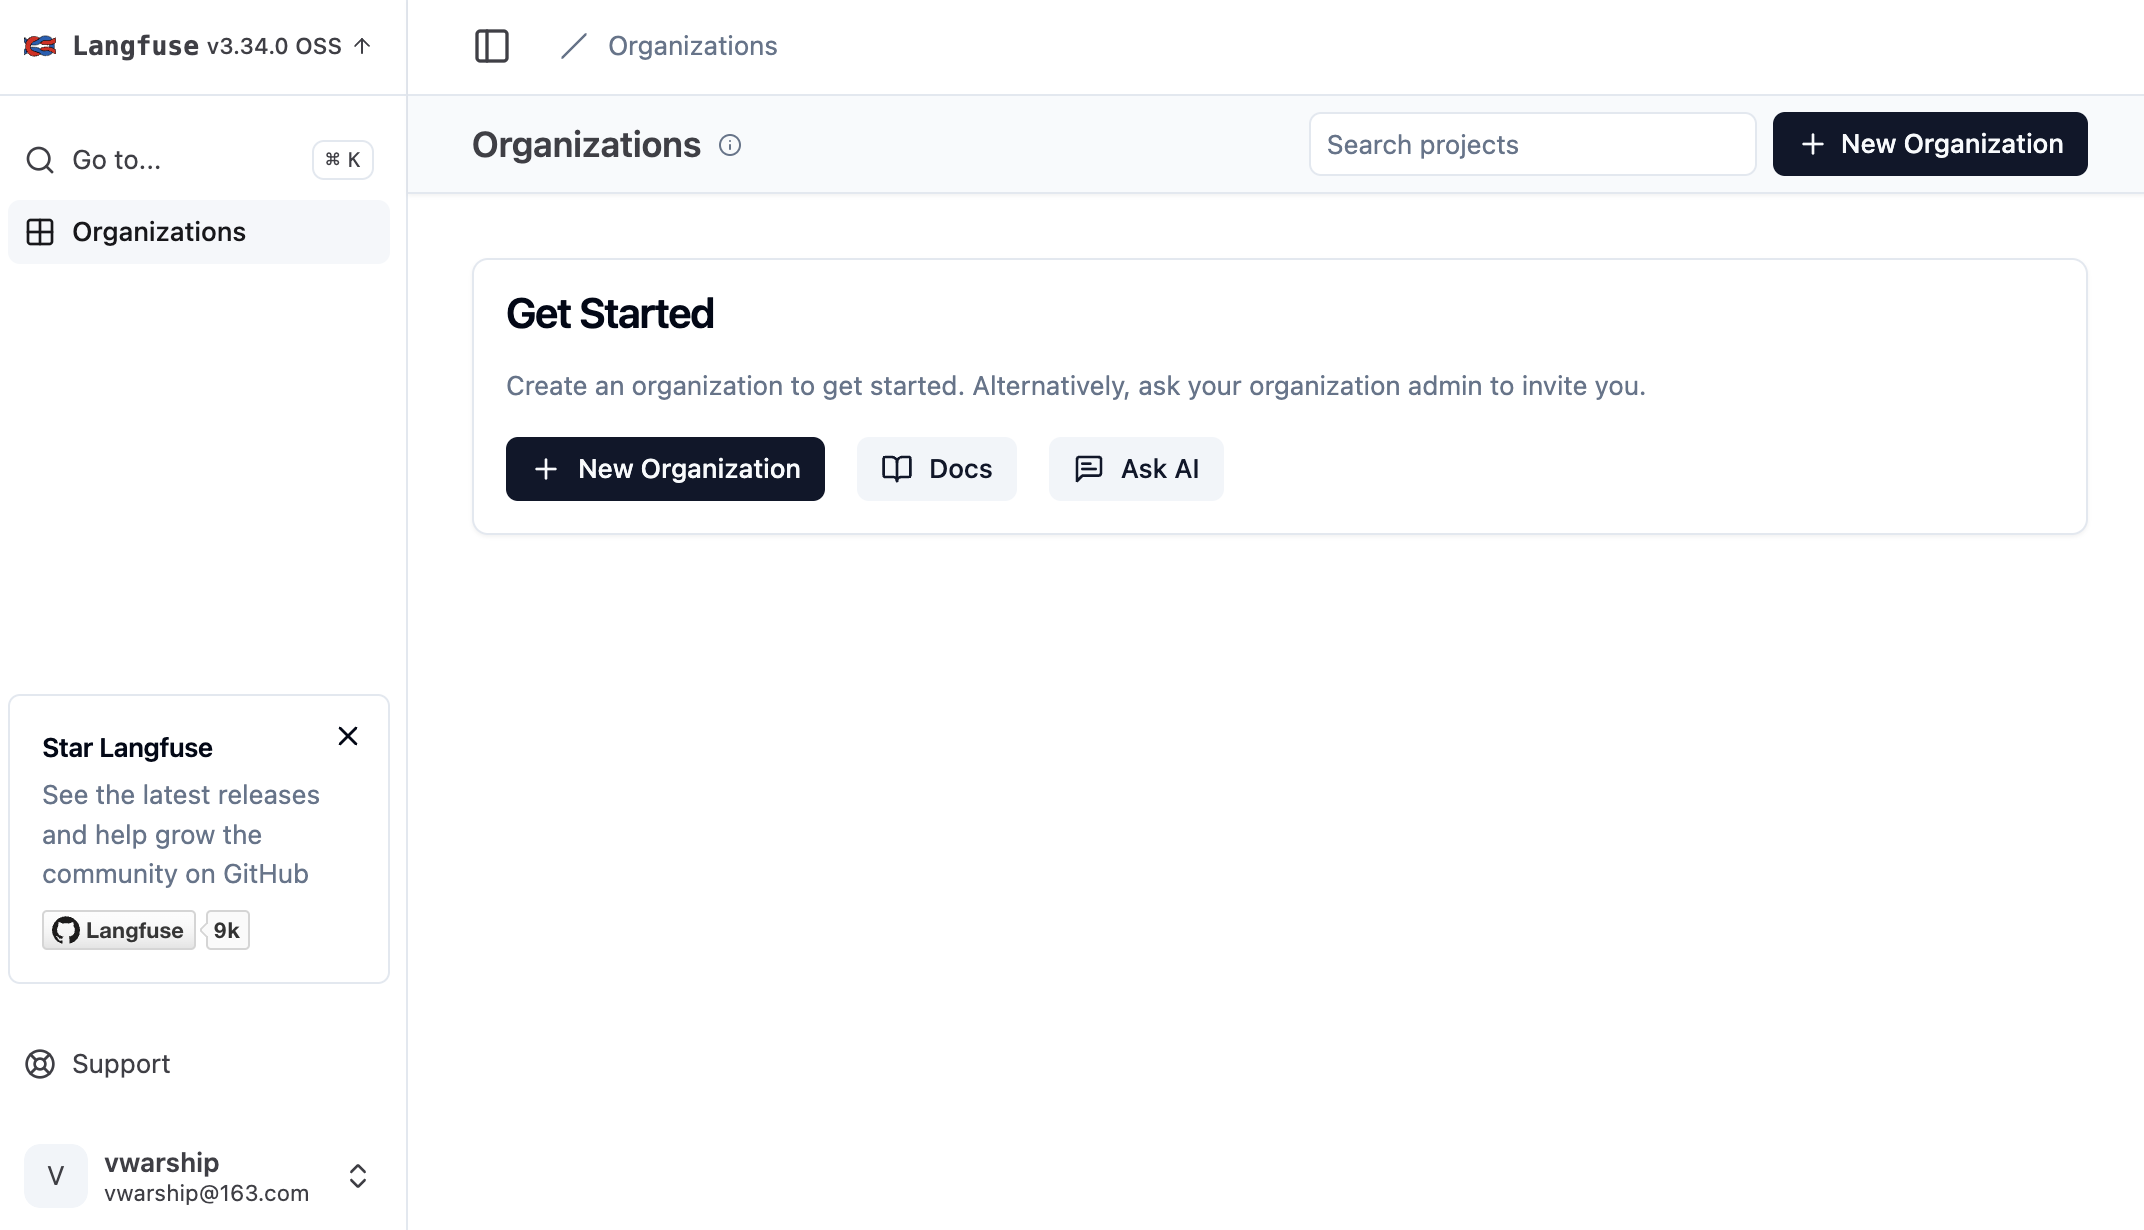 Langfuse v3.34.0 OSS ↑
Organizations
Go to...
⌘ K
Organizations
Organizations
Search projects
+ New Organization
Get Started
Create an organization to get started. Alternatively, ask your organization admin to invite you.
+ New Organization
Docs
Ask AI
Star Langfuse
See the latest releases
and help grow the
community on GitHub
Langfuse
9k
Support
V
vwarship
vwarship@163.com